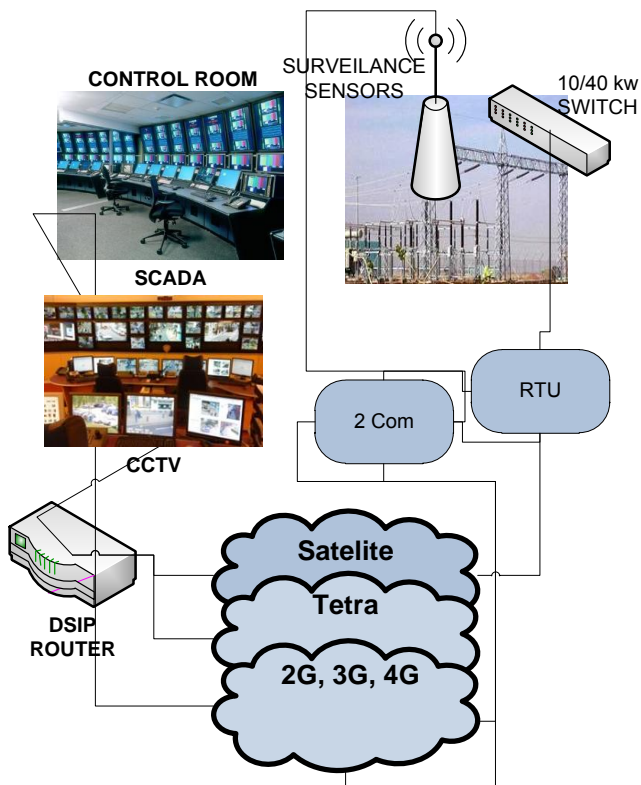 CONTROL ROOM
SURVEILANCE
SENSORS
10/40 kw
SWITCH
SCADA
RTU
2 Com
CCTV
DSIP
ROUTER
Satelite
Tetra
2G, 3G, 4G